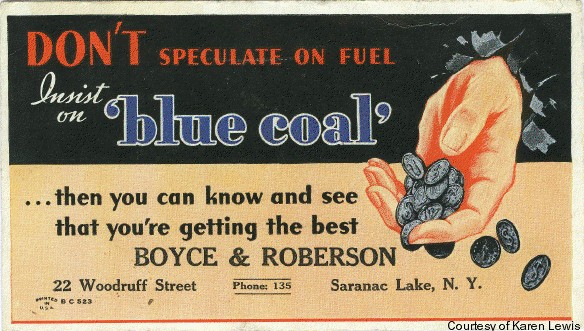 DON'T SPECULATE ON FUEL
Insist
on 'blue coal'
...then you can know and see
that you're getting the best
BOYCE & ROBERSON
22 Woodruff Street Phone: 135 Saranac Lake, N. Y.
PRINTED
IN
U.S.A. B C 523
Courtesy of Karen Lewis